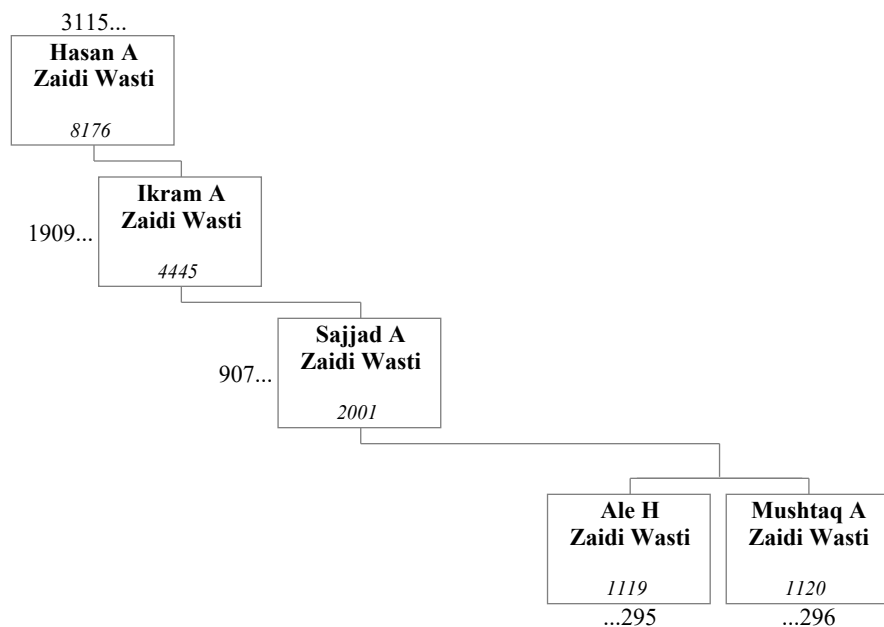 3115...
Hasan A
Zaidi Wasti
8176
Ikram A
Zaidi Wasti
1909...
4445
Sajjad A
Zaidi Wasti
907...
2001
Ale H
Zaidi Wasti
1119
...295
Mushtaq A
Zaidi Wasti
1120
...296